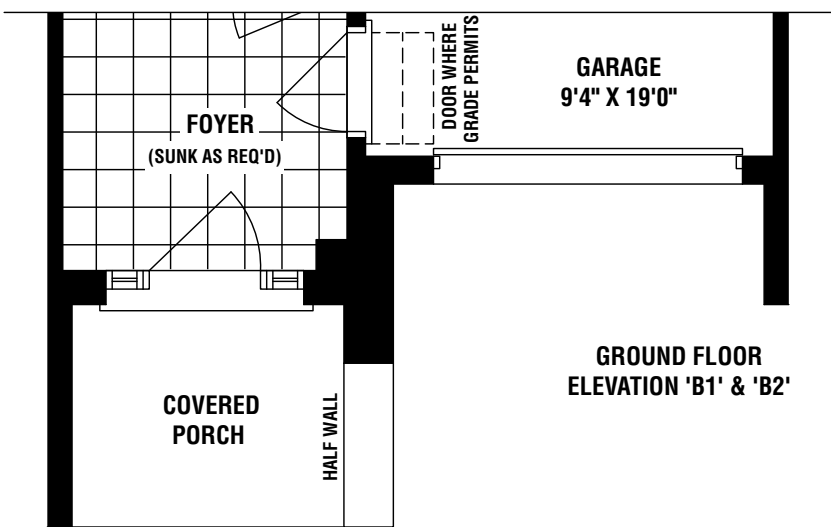 FOYER
(SUNK AS REQ'D)
DOOR WHERE
GRADE PERMITS
GARAGE
9'4" X 19'0"
COVERED
PORCH
HALF WALL
GROUND FLOOR
ELEVATION 'B1' & 'B2'